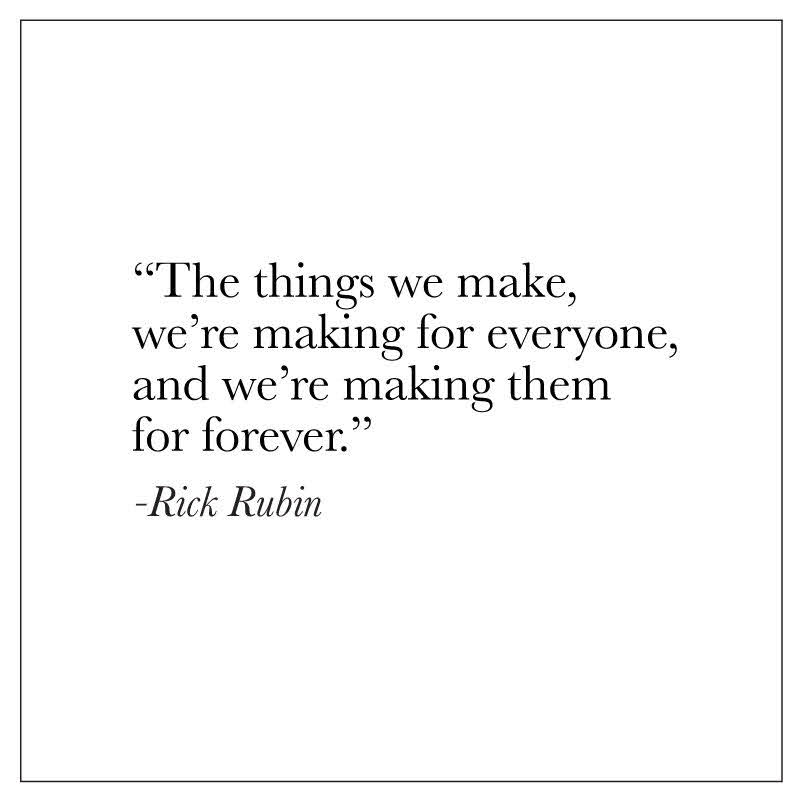 “The things we make,
we’re making for everyone,
and we’re making them
for forever.”
-Rick Rubin